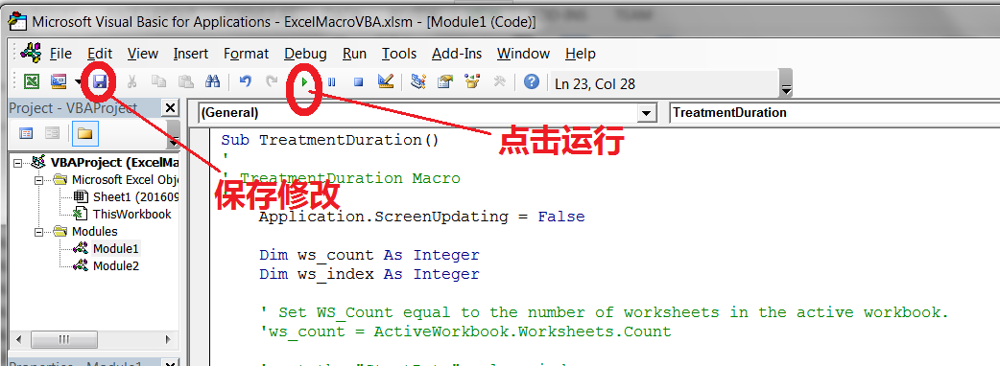 Microsoft Visual Basic for Applications - ExcelMacroVBA.xlsm - [Module1 (Code)]
File Edit View Insert Format Debug Run Tools Add-Ins Window Help
Ln 23, Col 28
Project - VBAProject
(General)
TreatmentDuration
点击运行
保存修改
VBAProject (ExcelMa
Microsoft Excel Obje
Sheet1 (201609
ThisWorkbook
Modules
Module1
Module2
Sub TreatmentDuration()
'
' TreatmentDuration Macro
'
Application.ScreenUpdating = False
Dim ws_count As Integer
Dim ws_index As Integer
' Set WS_Count equal to the number of worksheets in the active workbook.
'ws_count = ActiveWorkbook.Worksheets.Count